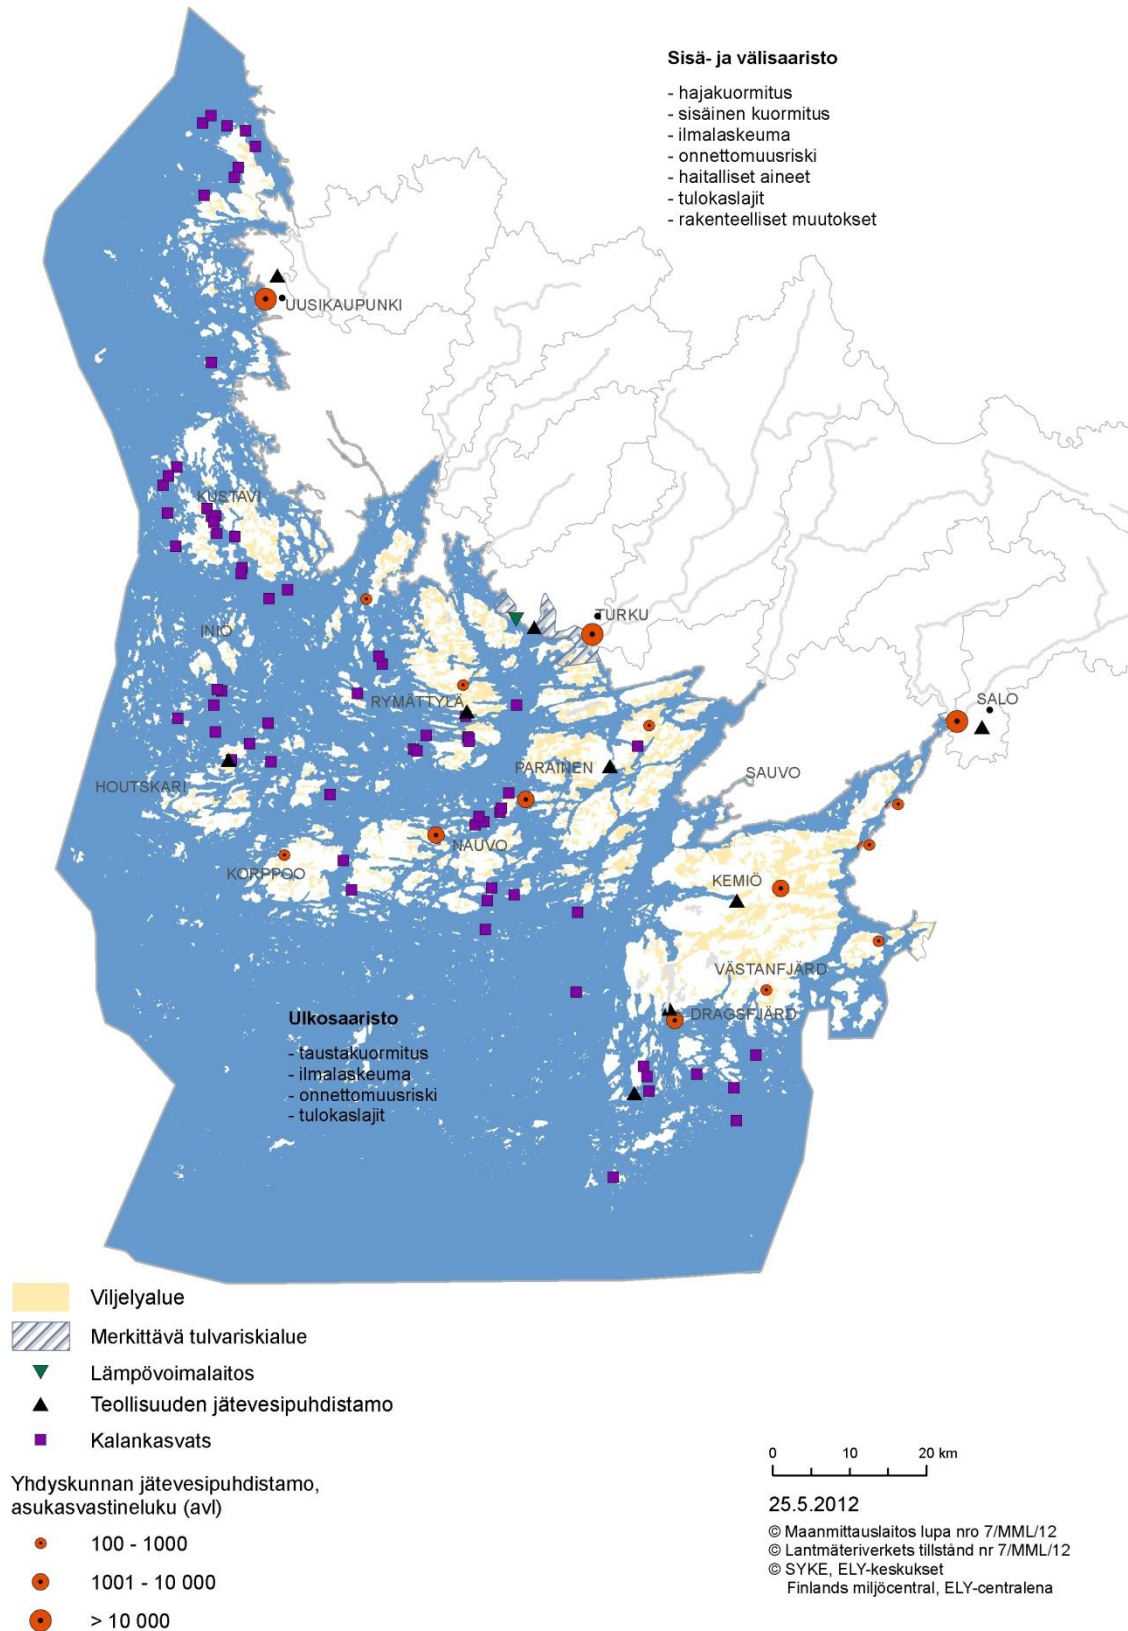 Sisä- ja välisaaristo
- hajakuormitus
- sisäinen kuormitus
- ilmalaskeuma
- onnettomuusriski
- haitalliset aineet
- tulokaslajit
- rakenteelliset muutokset
UUSIKAUPUNKI
KUSTAVI
TURKU
INIÖ
RYMÄTTYLÄ
SALO
PARAINEN
SAUVO
HOUTSKARI
NAUVO
KORPPOO
KEMIÖ
VÄSTANFJÄRD
DRAGSFJÄRD
Ulkosaaristo
- taustakuormitus
- ilmalaskeuma
- onnettomuusriski
- tulokaslajit
Viljelyalue
Merkittävä tulvariskialue
Lämpövoimalaitos
Teollisuuden jätevesipuhdistamo
Kalankasvats
Yhdyskunnan jätevesipuhdistamo,
asukasvastineluku (avl)
100 - 1000
1001 - 10 000
> 10 000
0 10 20 km
25.5.2012
© Maanmittauslaitos lupa nro 7/MML/12
© Lantmäteriverkets tillstånd nr 7/MML/12
© SYKE, ELY-keskukset
Finlands miljöcentral, ELY-centralena